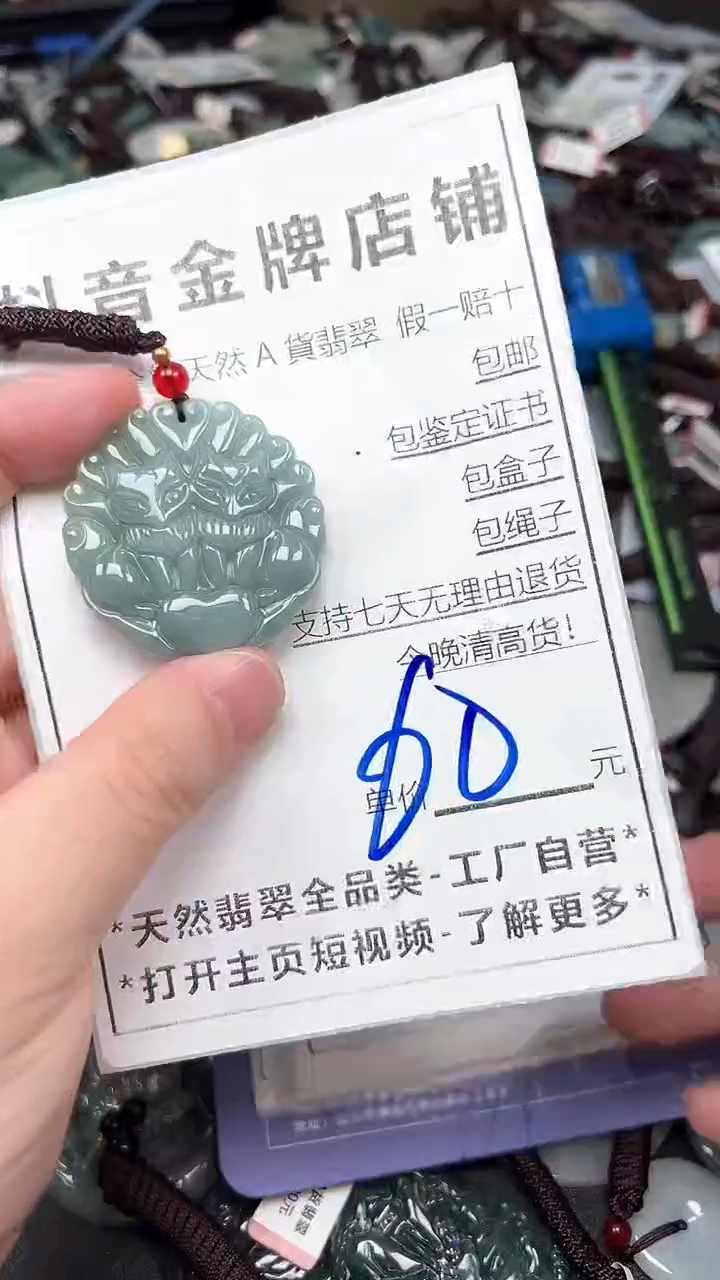 抖音金牌店铺
天然A貨翡翠 假一赔十
包邮
包鉴定证书
包盒子
包绳子
支持七天无理由退货
今晚清高货!
单价 60 元
*天然翡翠全品类-工厂自营*
*打开主页短视频-了解更多*